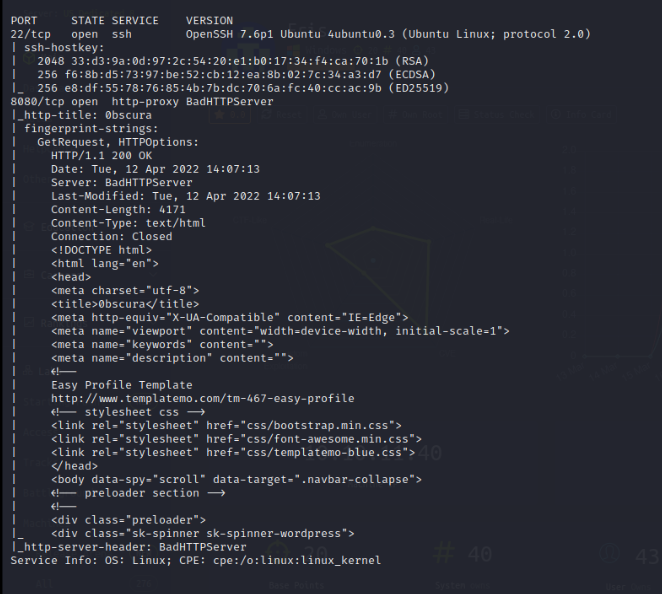 PORT     STATE SERVICE    VERSION
22/tcp   open  ssh        OpenSSH 7.6p1 Ubuntu 4ubuntu0.3 (Ubuntu Linux; protocol 2.0)
| ssh-hostkey:
|   2048 33:d3:9a:0d:97:2c:54:20:e1:b0:17:34:f4:ca:70:1b (RSA)
|   256 f6:8b:d5:73:97:be:52:cb:12:ea:8b:02:7c:34:a3:d7 (ECDSA)
|_  256 e8:df:55:78:76:85:4b:7b:dc:70:6a:fc:40:cc:ac:9b (ED25519)
8080/tcp open  http-proxy BadHTTPServer
|_http-title: 0bscura
| fingerprint-strings:
|   GetRequest, HTTPOptions:
|     HTTP/1.1 200 OK
|     Date: Tue, 12 Apr 2022 14:07:13
|     Server: BadHTTPServer
|     Last-Modified: Tue, 12 Apr 2022 14:07:13
|     Content-Length: 4171
|     Content-Type: text/html
|     Connection: Closed
|     <!DOCTYPE html>
|     <html lang="en">
|     <head>
|     <meta charset="utf-8">
|     <title>0bscura</title>
|     <meta http-equiv="X-UA-Compatible" content="IE=Edge">
|     <meta name="viewport" content="width=device-width, initial-scale=1">
|     <meta name="keywords" content="">
|     <meta name="description" content="">
|     <!--
|     Easy Profile Template
|     http://www.templatemo.com/tm-467-easy-profile
|     <!-- stylesheet css -->
|     <link rel="stylesheet" href="css/bootstrap.min.css">
|     <link rel="stylesheet" href="css/font-awesome.min.css">
|     <link rel="stylesheet" href="css/templatemo-blue.css">
|     </head>
|     <body data-spy="scroll" data-target=".navbar-collapse">
|     <!-- preloader section -->
|     <!--
|     <div class="preloader">
|_    <div class="sk-spinner sk-spinner-wordpress">
|_http-server-header: BadHTTPServer
Service Info: OS: Linux; CPE: cpe:/o:linux:linux_kernel